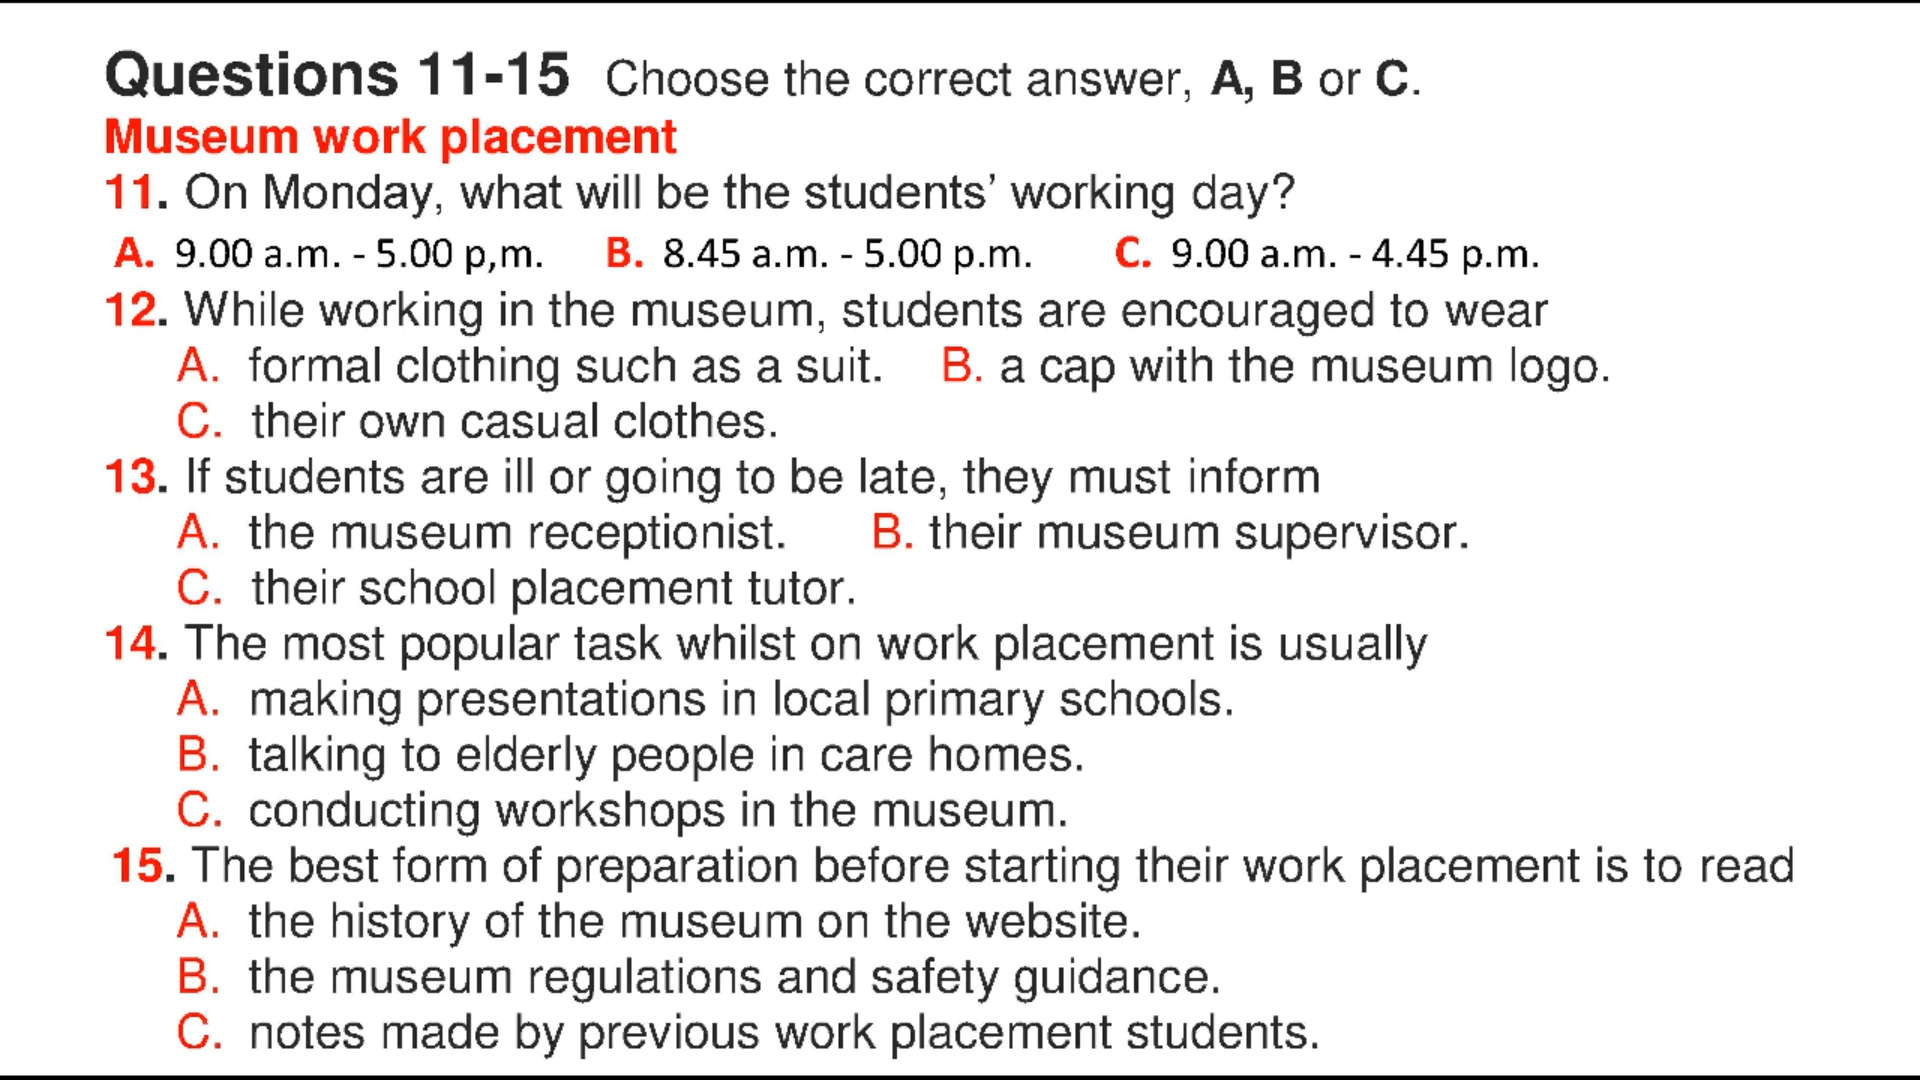 Questions 11-15 Choose the correct answer, A, B or C.
Museum work placement
11. On Monday, what will be the students’ working day?
A. 9.00 a.m. - 5.00 p,m. B. 8.45 a.m. - 5.00 p.m. C. 9.00 a.m. - 4.45 p.m.
12. While working in the museum, students are encouraged to wear
A. formal clothing such as a suit. B. a cap with the museum logo.
C. their own casual clothes.
13. If students are ill or going to be late, they must inform
A. the museum receptionist. B. their museum supervisor.
C. their school placement tutor.
14. The most popular task whilst on work placement is usually
A. making presentations in local primary schools.
B. talking to elderly people in care homes.
C. conducting workshops in the museum.
15. The best form of preparation before starting their work placement is to read
A. the history of the museum on the website.
B. the museum regulations and safety guidance.
C. notes made by previous work placement students.